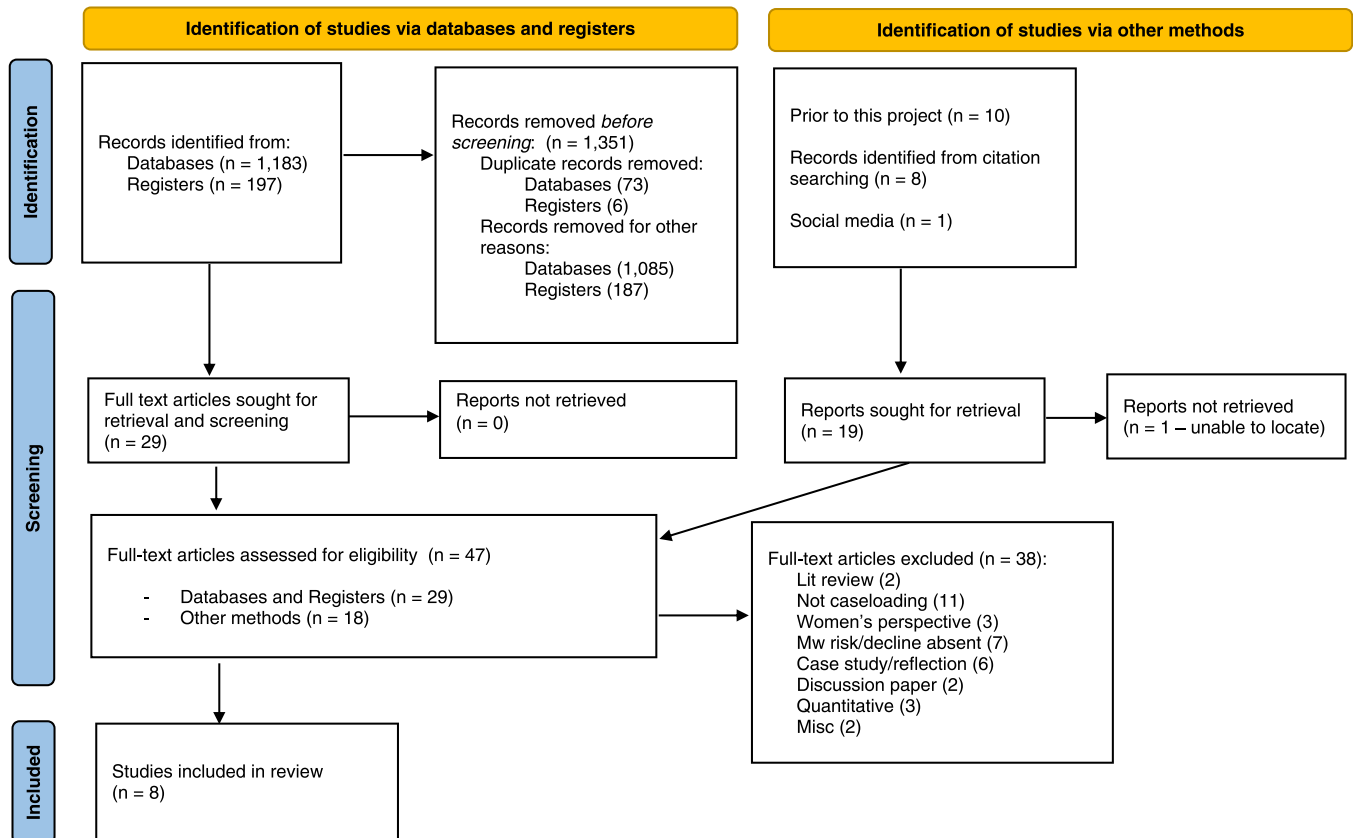 Identification of studies via databases and registers
Identification of studies via other methods
Identification
Records identified from:
Databases (n = 1,183)
Registers (n = 197)
Records removed before
screening: (n = 1,351)
Duplicate records removed:
Databases (73)
Registers (6)
Records removed for other
reasons:
Databases (1,085)
Registers (187)
Prior to this project (n = 10)
Records identified from citation
searching (n = 8)
Social media (n = 1)
Screening
Full text articles sought for
retrieval and screening
(n = 29)
Reports not retrieved
(n = 0)
Reports sought for retrieval
(n = 19)
Reports not retrieved
(n = 1 – unable to locate)
Full-text articles assessed for eligibility (n = 47)
- Databases and Registers (n = 29)
- Other methods (n = 18)
Full-text articles excluded (n = 38):
Lit review (2)
Not caseloading (11)
Women's perspective (3)
Mw risk/decline absent (7)
Case study/reflection (6)
Discussion paper (2)
Quantitative (3)
Misc (2)
Included
Studies included in review
(n = 8)